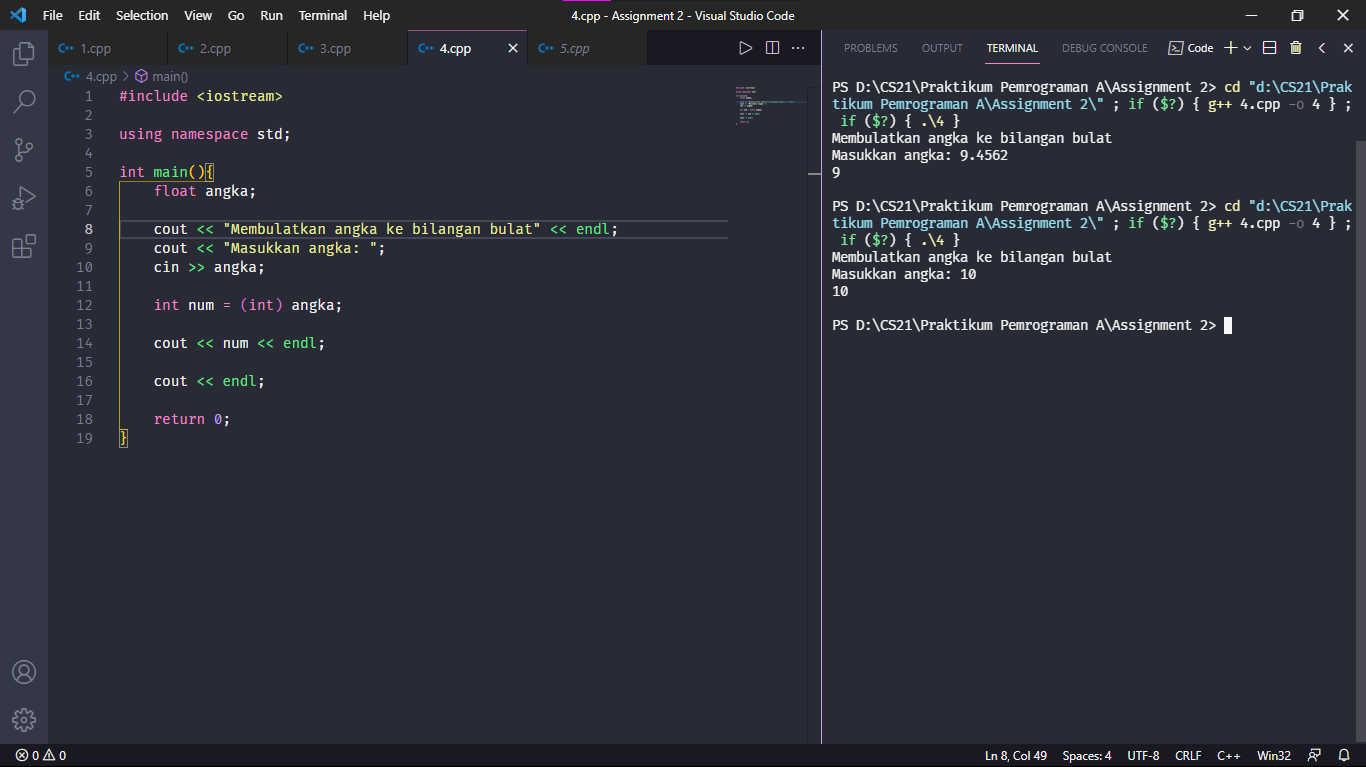 File Edit Selection View Go Run Terminal Help
4.cpp - Assignment 2 - Visual Studio Code
1.cpp 2.cpp 3.cpp 4.cpp 5.cpp
4.cpp > main()
1 #include <iostream>
2
3 using namespace std;
4
5 int main(){
6 float angka;
7
8 cout << "Membulatkan angka ke bilangan bulat" << endl;
9 cout << "Masukkan angka: ";
10 cin >> angka;
11
12 int num = (int) angka;
13
14 cout << num << endl;
15
16 cout << endl;
17
18 return 0;
19 }
PROBLEMS OUTPUT TERMINAL DEBUG CONSOLE Code
PS D:\CS21\Praktikum Pemrograman A\Assignment 2> cd "d:\CS21\Prak
tikum Pemrograman A\Assignment 2\" ; if ($?) { g++ 4.cpp -o 4 } ;
if ($?) { .\4 }
Membulatkan angka ke bilangan bulat
Masukkan angka: 9.4562
9
PS D:\CS21\Praktikum Pemrograman A\Assignment 2> cd "d:\CS21\Prak
tikum Pemrograman A\Assignment 2\" ; if ($?) { g++ 4.cpp -o 4 } ;
if ($?) { .\4 }
Membulatkan angka ke bilangan bulat
Masukkan angka: 10
10
PS D:\CS21\Praktikum Pemrograman A\Assignment 2>
0 0
Ln 8, Col 49 Spaces: 4 UTF-8 CRLF C++ Win32